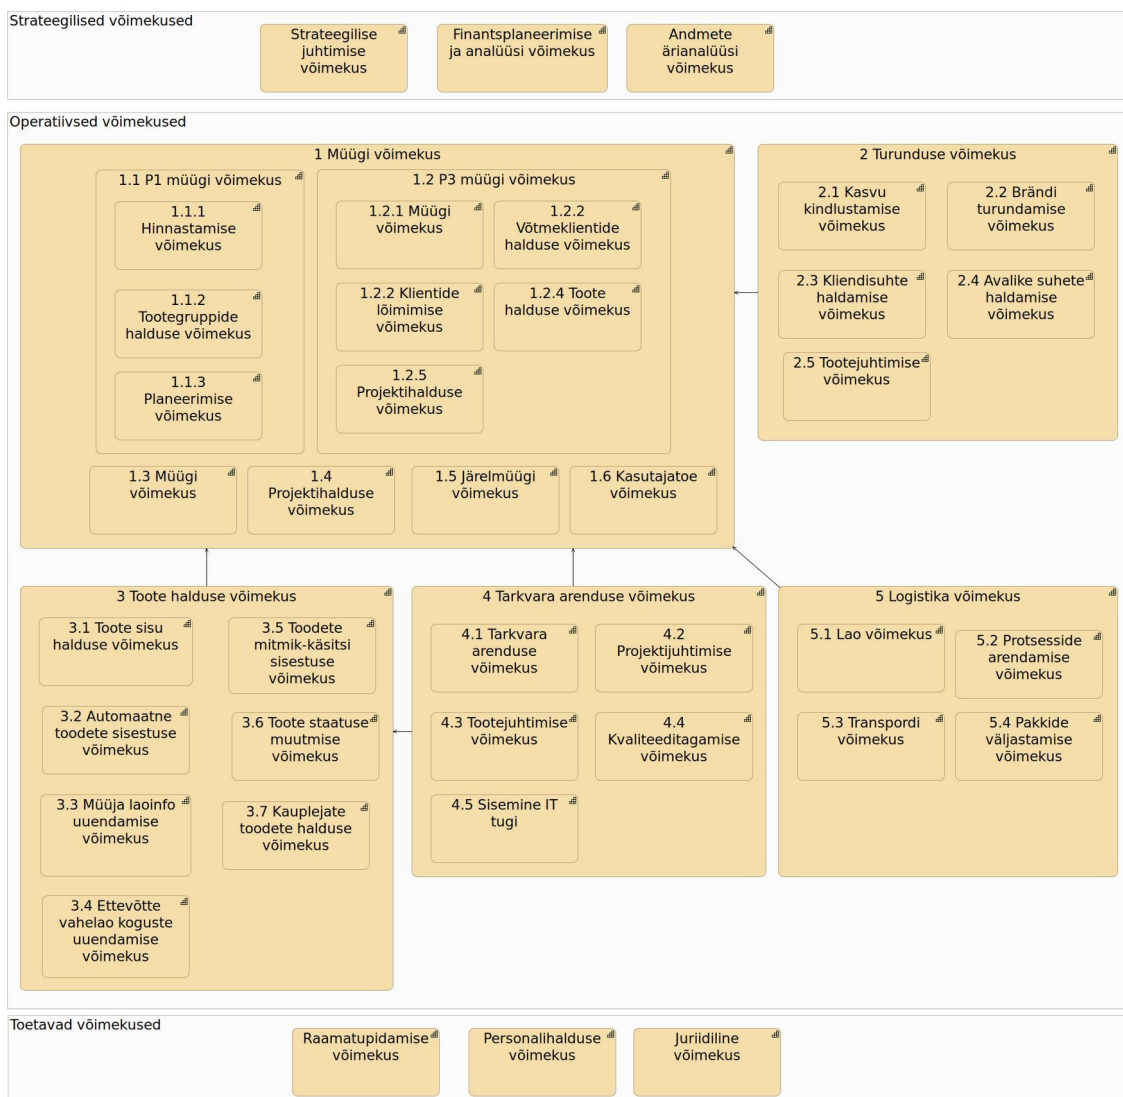 Strateegilised võimekused
Strateegilise
juhtimise
võimekus
Finantsplaneerimise
ja analüüsi võimekus
Andmete
ärianalüüsi
võimekus
Operatiivsed võimekused
1 Müügi võimekus
1.1 P1 müügi võimekus
1.1.1
Hinnastamise
võimekus
1.1.2
Tootegruppide
halduse võimekus
1.1.3
Planeerimise
võimekus
1.2 P3 müügi võimekus
1.2.1 Müügi
võimekus
1.2.2
Võtmeklientide
halduse võimekus
1.2.2 Klientide
lõimimise
võimekus
1.2.4 Toote
halduse võimekus
1.2.5
Projektihalduse
võimekus
1.3 Müügi
võimekus
1.4
Projektihalduse
võimekus
1.5 Järelmüügi
võimekus
1.6 Kasutajatoe
võimekus
2 Turunduse võimekus
2.1 Kasvu
kindlustamise
võimekus
2.2 Brändi
turundamise
võimekus
2.3 Kliendisuhte
haldamise
võimekus
2.4 Avalike suhete
haldamise
võimekus
2.5 Tootejuhtimise
võimekus
3 Toote halduse võimekus
3.1 Toote sisu
halduse võimekus
3.5 Toodete
mitmik-käsitsi
sisestuse
võimekus
3.2 Automaatne
toodete sisestuse
võimekus
3.6 Toote staatuse
muutmise
võimekus
3.3 Müüja laoinfo
uuendamise
võimekus
3.7 Kauplejate
toodete halduse
võimekus
3.4 Ettevõtte
vahelao koguste
uuendamise
võimekus
4 Tarkvara arenduse võimekus
4.1 Tarkvara
arenduse
võimekus
4.2
Projektijuhtimise
võimekus
4.3 Tootejuhtimise
võimekus
4.4
Kvaliteeditagamise
võimekus
4.5 Sisemine IT
tugi
5 Logistika võimekus
5.1 Lao võimekus
5.2 Protsesside
arendamise
võimekus
5.3 Transpordi
võimekus
5.4 Pakkide
väljastamise
võimekus
Toetavad võimekused
Raamatupidamise
võimekus
Personalihalduse
võimekus
Juriidiline
võimekus